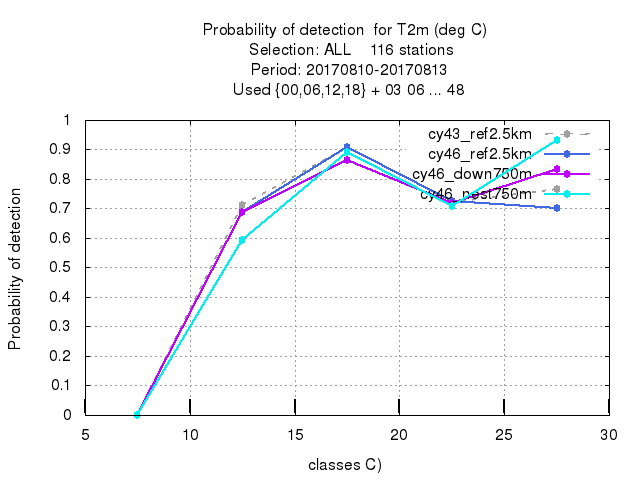 Probability of detection  for T2m (deg C)
Selection: ALL    116 stations
Period: 20170810-20170813
Used {00,06,12,18} + 03 06 ... 48
cy43_ref2.5km
cy46_ref2.5km
cy46_down750m
cy46_nest750m
Probability of detection
1
0.9
0.8
0.7
0.6
0.5
0.4
0.3
0.2
0.1
0
5 10 15 20 25 30
classes C)